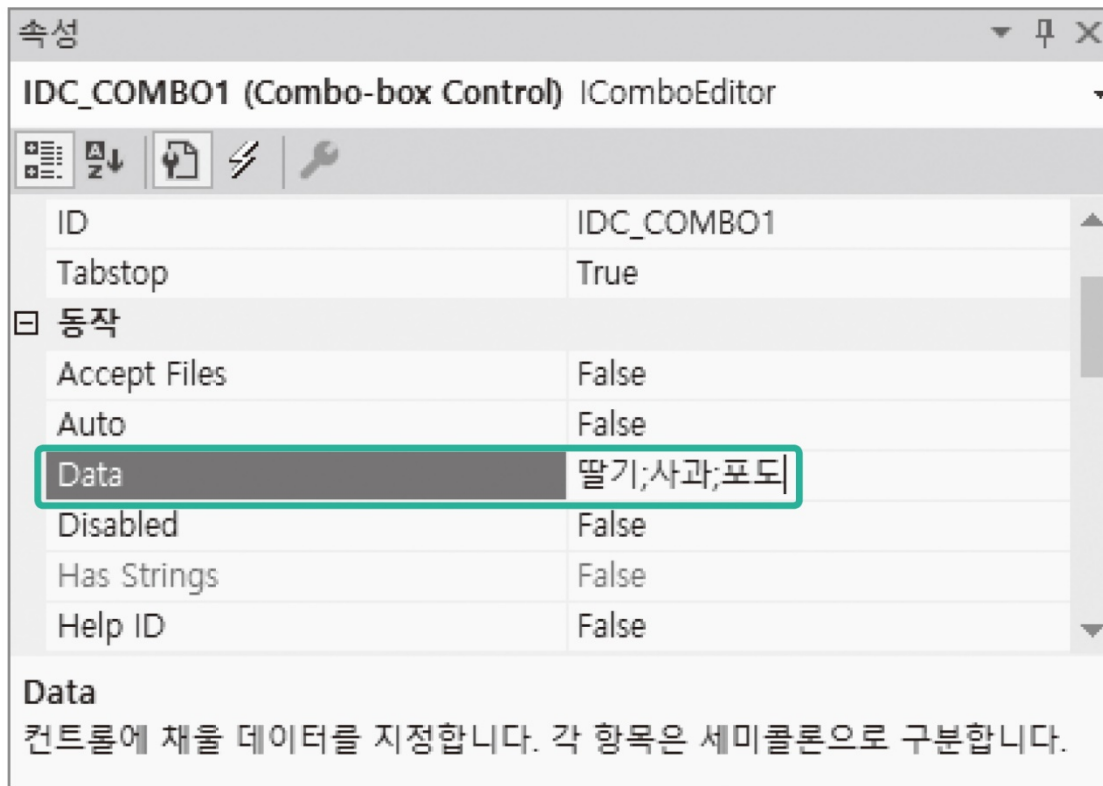 속성
IDC_COMBO1 (Combo-box Control) IComboEditor
ID IDC_COMBO1
Tabstop True
동작
Accept Files False
Auto False
Data 딸기;사과;포도
Disabled False
Has Strings False
Help ID False
Data
컨트롤에 채울 데이터를 지정합니다. 각 항목은 세미콜론으로 구분합니다.